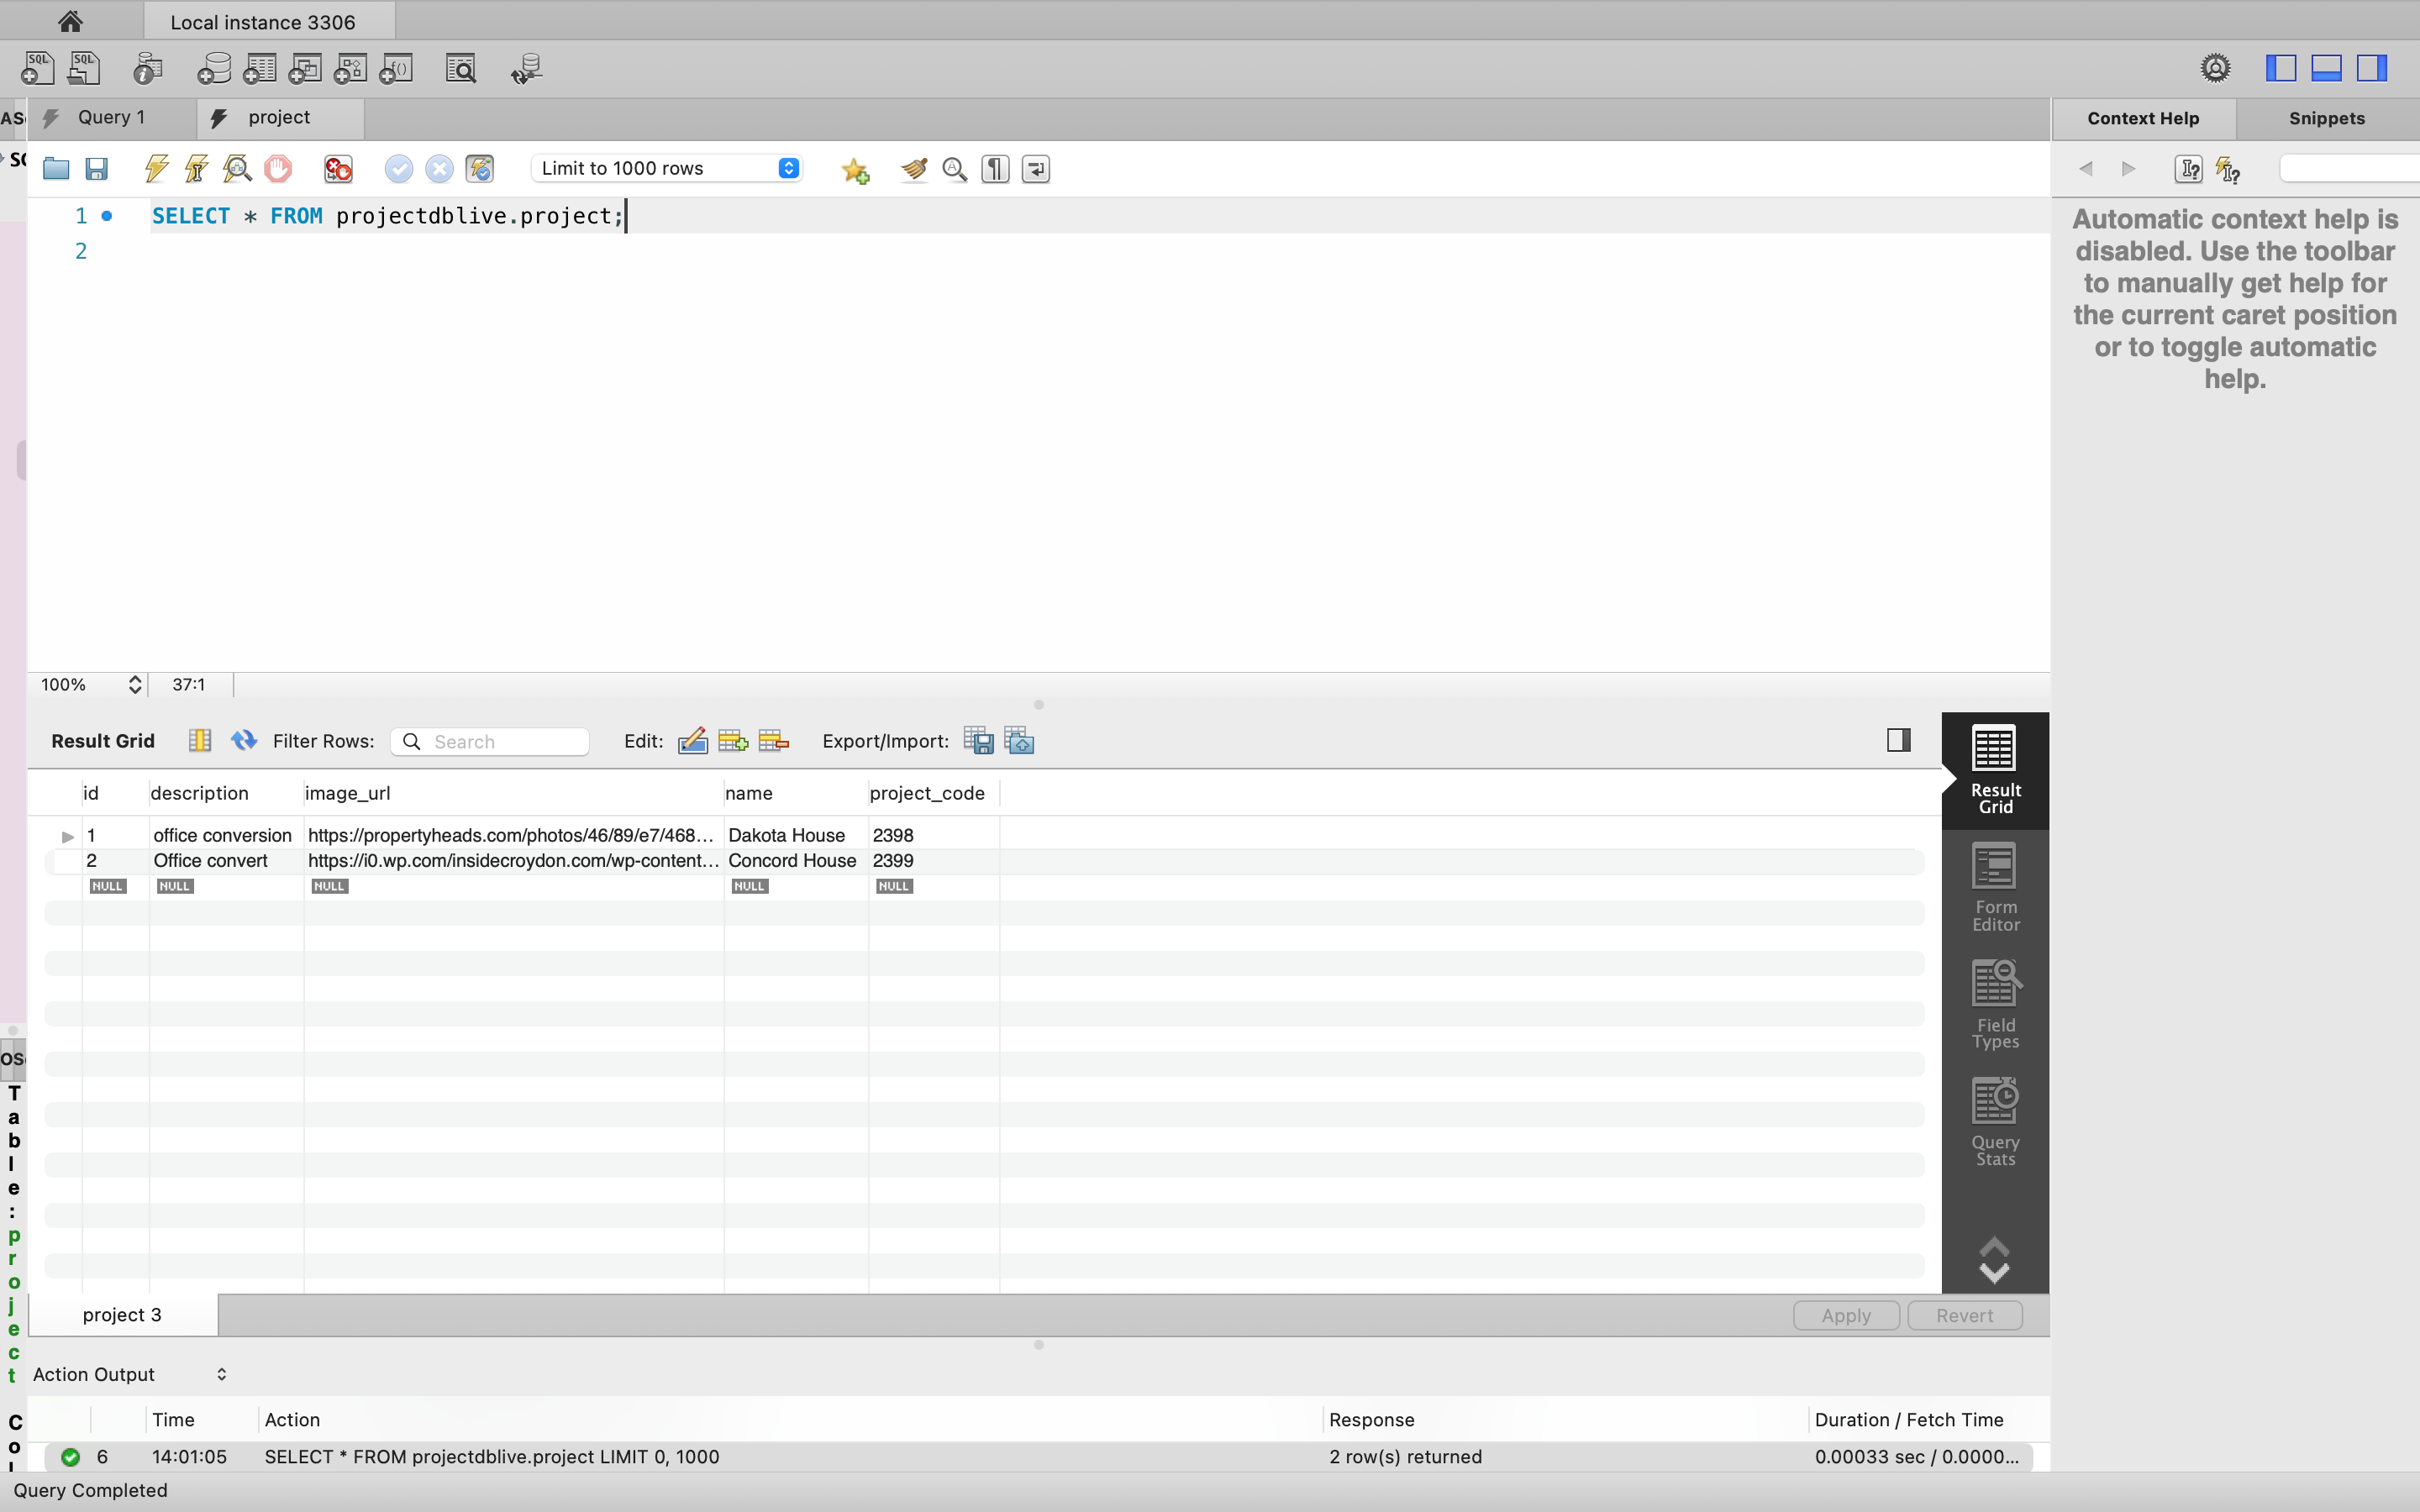 Local instance 3306
SQL SQL
Query 1 project
Context Help Snippets
Limit to 1000 rows
1 SELECT * FROM projectdblive.project;
2
Automatic context help is
disabled. Use the toolbar
to manually get help for
the current caret position
or to toggle automatic
help.
100% 37:1
Result Grid Filter Rows: Search Edit: Export/Import:
id description image_url name project_code
1 office conversion https://propertyheads.com/photos/46/89/e7/468... Dakota House 2398
2 Office convert https://i0.wp.com/insidecroydon.com/wp-content... Concord House 2399
NULL NULL NULL NULL NULL
Result
Grid
Form
Editor
Field
Types
Query
Stats
Table: project
project 3 Apply Revert
Action Output
Time Action Response Duration / Fetch Time
6 14:01:05 SELECT * FROM projectdblive.project LIMIT 0, 1000 2 row(s) returned 0.00033 sec / 0.0000...
Query Completed